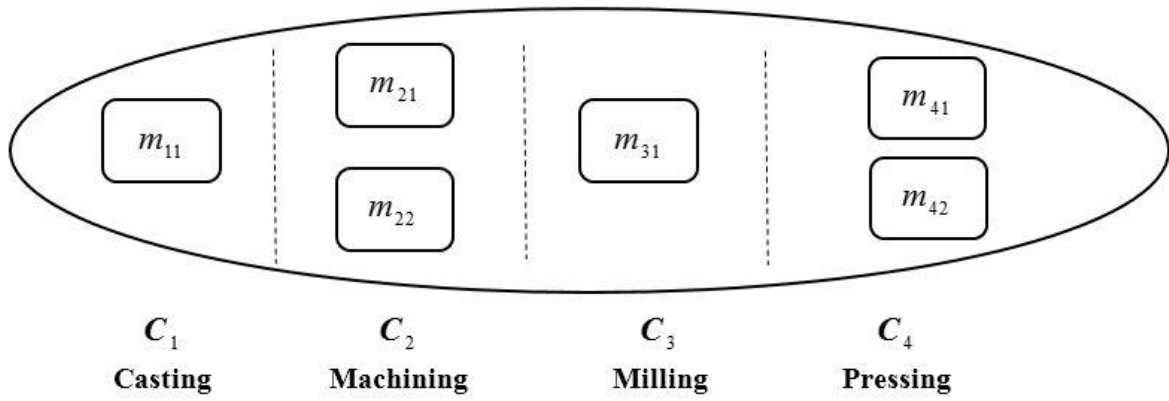 m₂₁ m₄₁
m₁₁ m₃₁
m₂₂ m₄₂
C₁ C₂ C₃ C₄
Casting Machining Milling Pressing